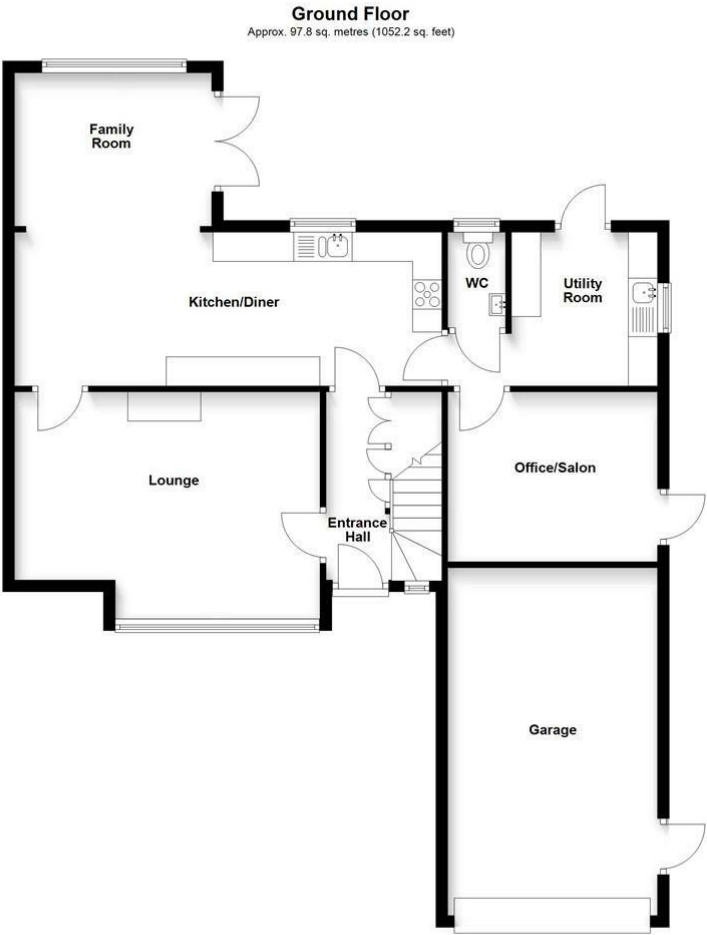 Ground Floor
Approx. 97.8 sq. metres (1052.2 sq. feet)
Family
Room
Kitchen/Diner
WC
Utility
Room
Lounge
Office/Salon
Entrance
Hall
Garage